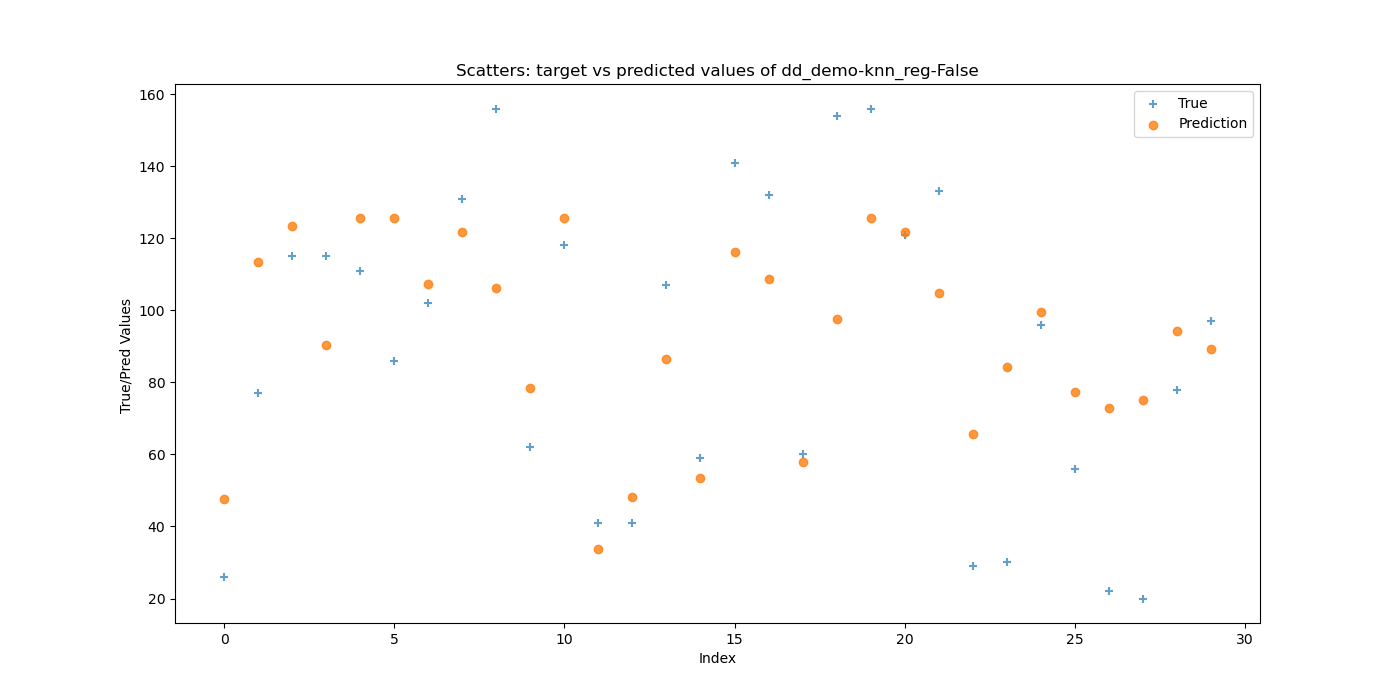 Scatters: target vs predicted values of dd_demo-knn_reg-False
True
Prediction
160
140
120
100
80
60
40
20
True/Pred Values
0 5 10 15 20 25 30
Index